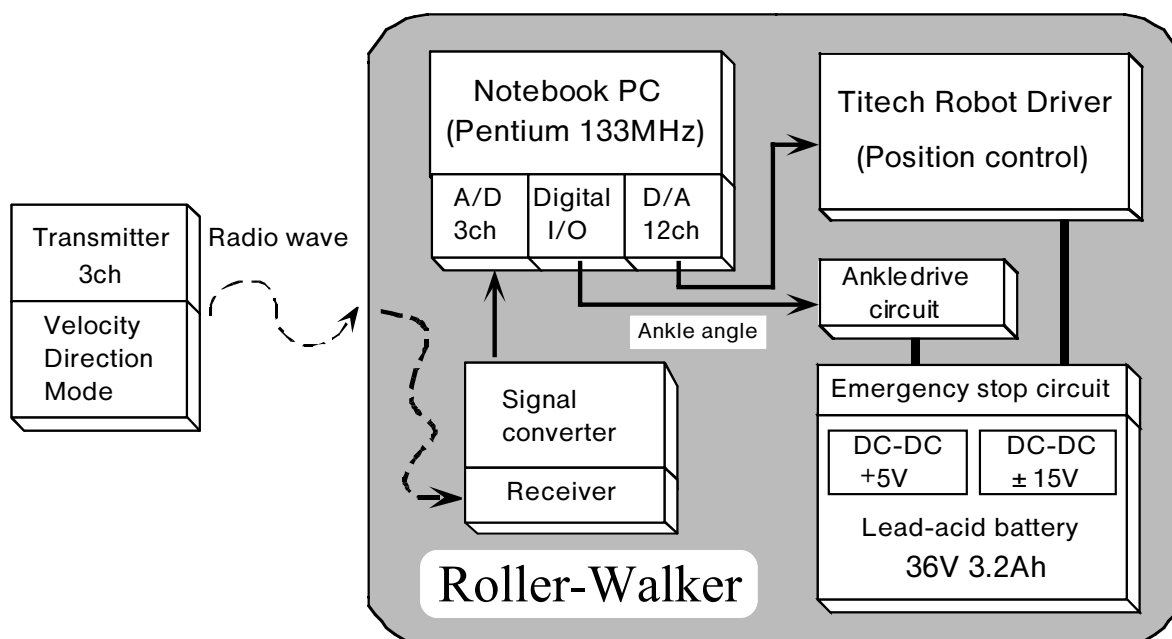 Transmitter
3ch
Velocity
Direction
Mode
Radio wave
Notebook PC
(Pentium 133MHz)
A/D
3ch
Digital
I/O
D/A
12ch
Titech Robot Driver
(Position control)
Ankle drive
circuit
Ankle angle
Signal
converter
Receiver
Emergency stop circuit
DC-DC
+5V
DC-DC
± 15V
Lead-acid battery
36V 3.2Ah
Roller-Walker